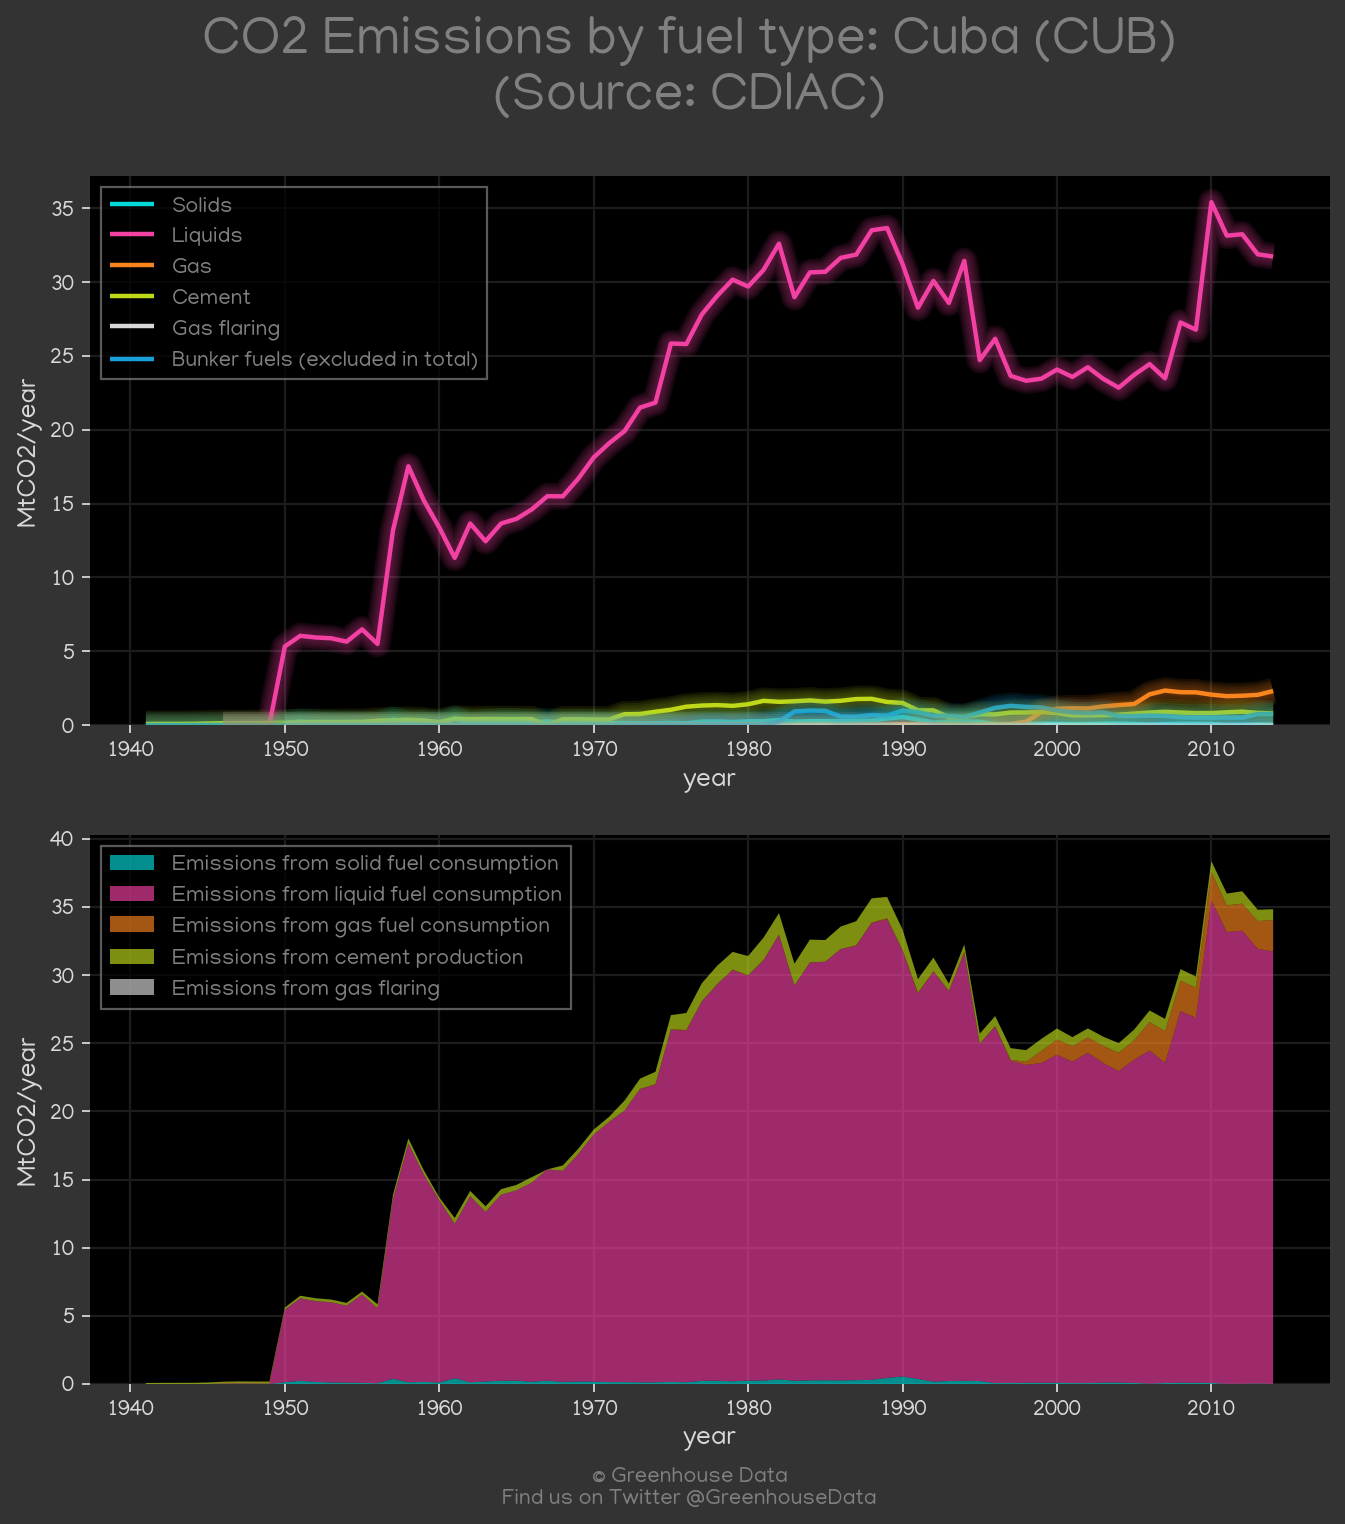 CO2 Emissions by fuel type: Cuba (CUB)
(Source: CDIAC)
Solids
Liquids
Gas
Cement
Gas flaring
Bunker fuels (excluded in total)
MtCO2/year
35
30
25
20
15
10
5
0
1940 1950 1960 1970 1980 1990 2000 2010
year
Emissions from solid fuel consumption
Emissions from liquid fuel consumption
Emissions from gas fuel consumption
Emissions from cement production
Emissions from gas flaring
MtCO2/year
40
35
30
25
20
15
10
5
0
1940 1950 1960 1970 1980 1990 2000 2010
year
© Greenhouse Data
Find us on Twitter @GreenhouseData